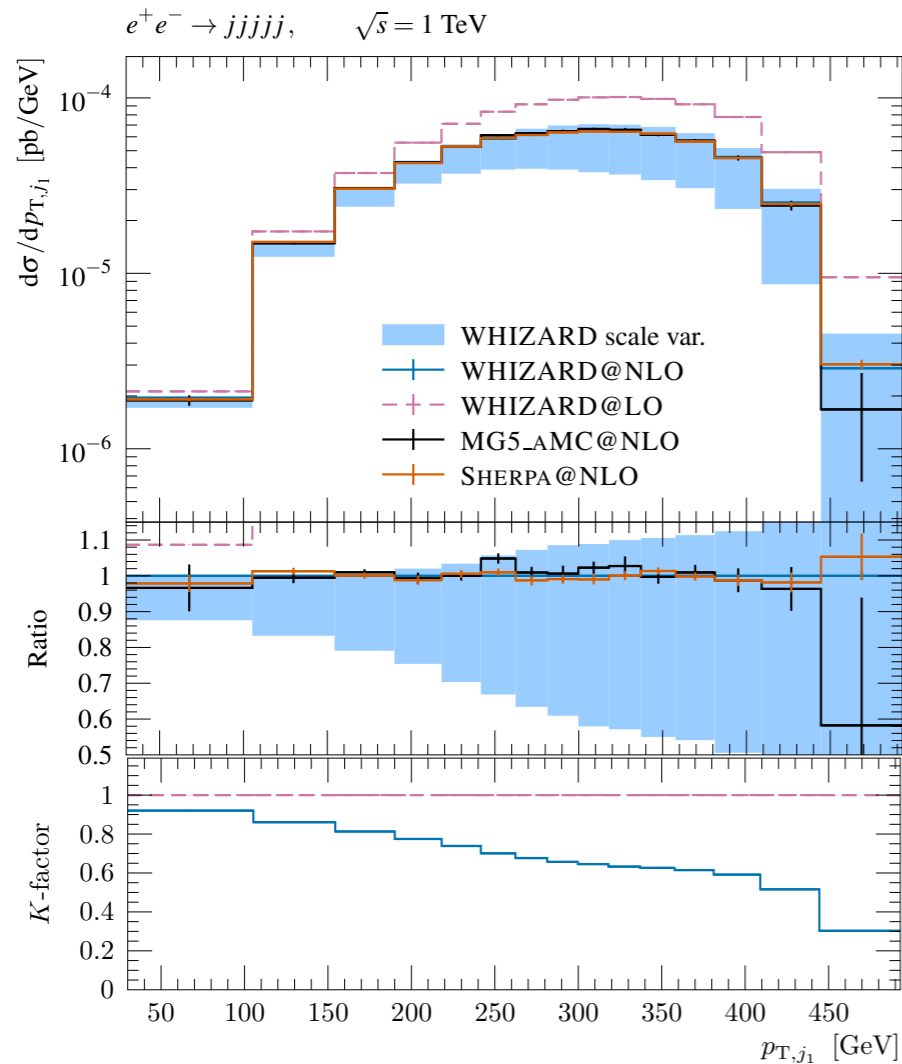 e⁺e⁻ → jjjjj, √s = 1 TeV
dσ/dp_{T,j₁} [pb/GeV]
10⁻⁴
10⁻⁵
10⁻⁶
WHIZARD scale var.
WHIZARD@NLO
WHIZARD@LO
MG5_AMC@NLO
SHERPA@NLO
Ratio
1.1
1
0.9
0.8
0.7
0.6
0.5
K-factor
1
0.8
0.6
0.4
0.2
0
50 100 150 200 250 300 350 400 450
p_{T,j₁} [GeV]